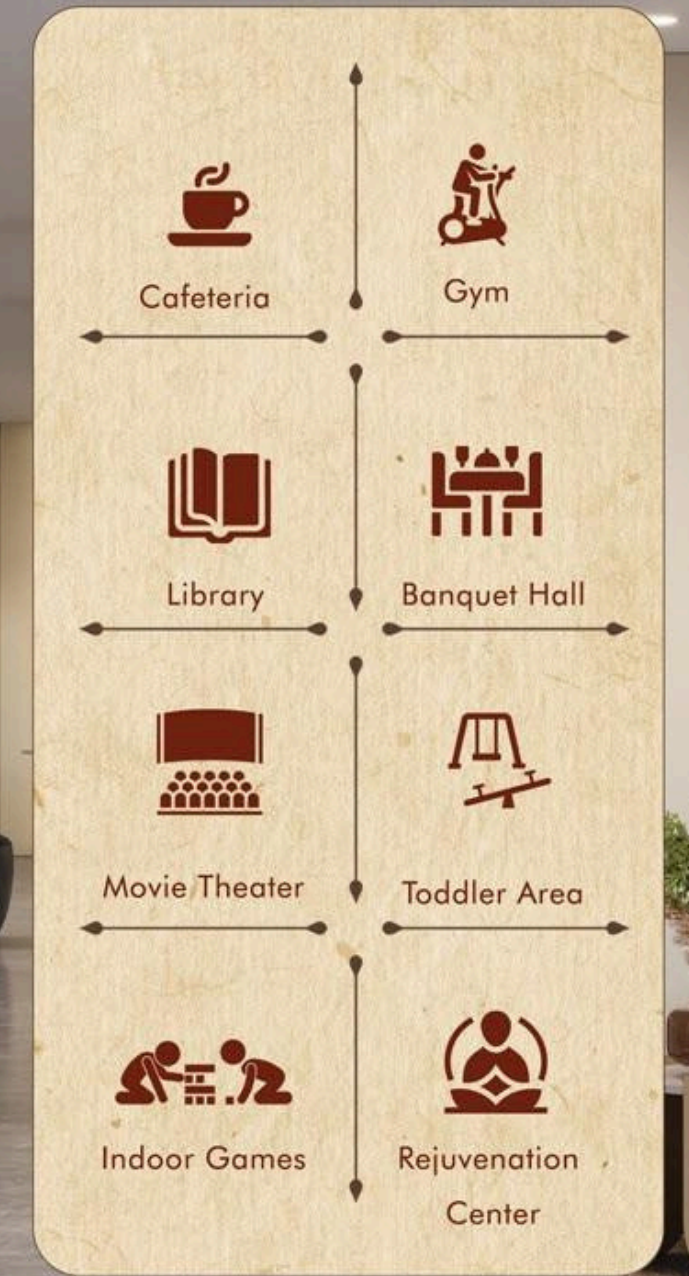 Cafeteria
Gym
Library
Banquet Hall
Movie Theater
Toddler Area
Indoor Games
Rejuvenation
Center